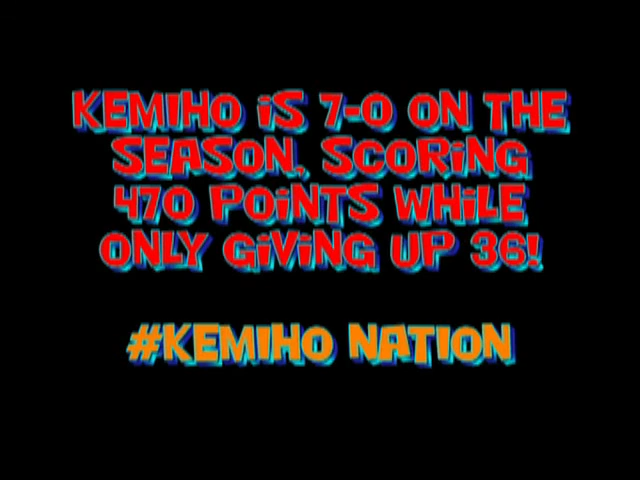 KEMIHO iS 7-0 ON THE
SEASON, SCORiNG
470 POiNTS WHiLE
ONLY GiViNG UP 36!
#KEMIHO NATION